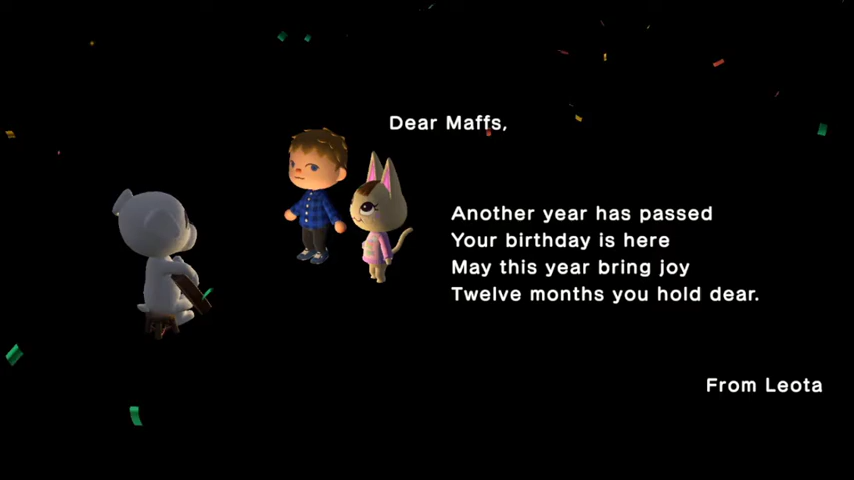 Dear Maffs,
Another year has passed
Your birthday is here
May this year bring joy
Twelve months you hold dear.
From Leota